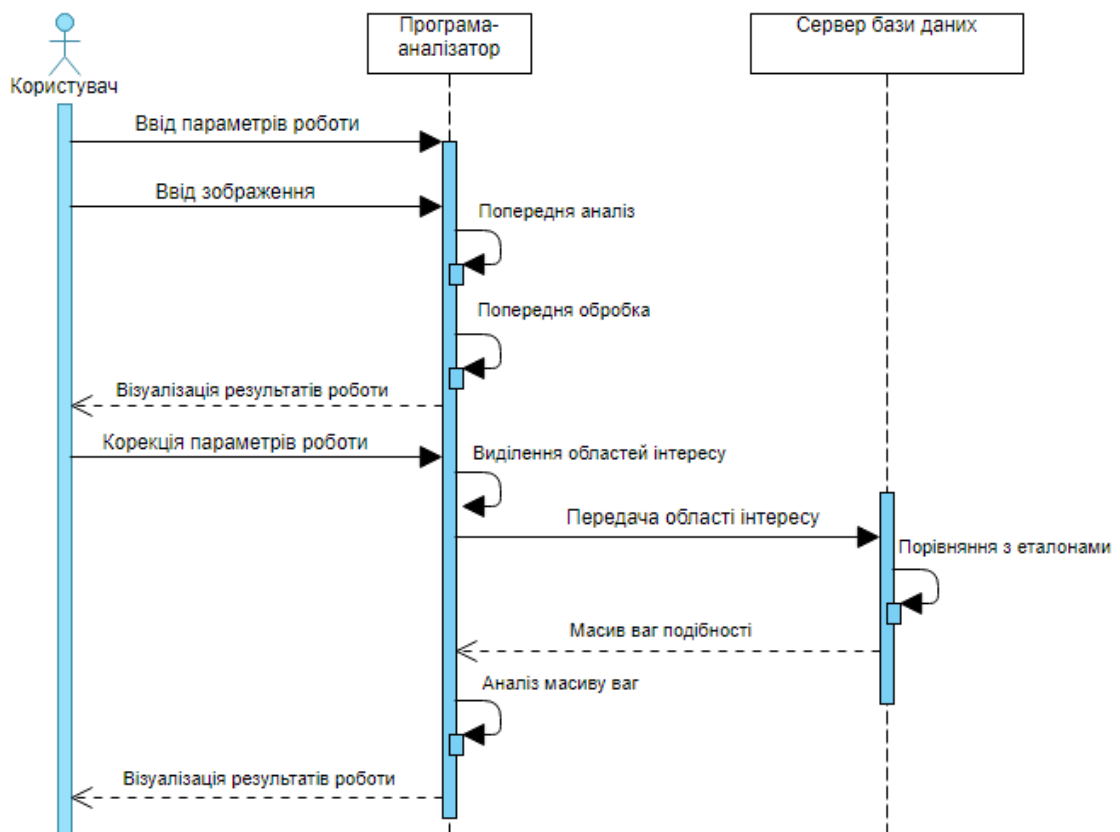 Програма-
аналізатор
Сервер бази даних
Користувач
Ввід параметрів роботи
Ввід зображення
Попередня аналіз
Попередня обробка
Візуалізація результатів роботи
Корекція параметрів роботи
Виділення областей інтересу
Передача області інтересу
Порівняння з еталонами
Масив ваг подібності
Аналіз масиву ваг
Візуалізація результатів роботи